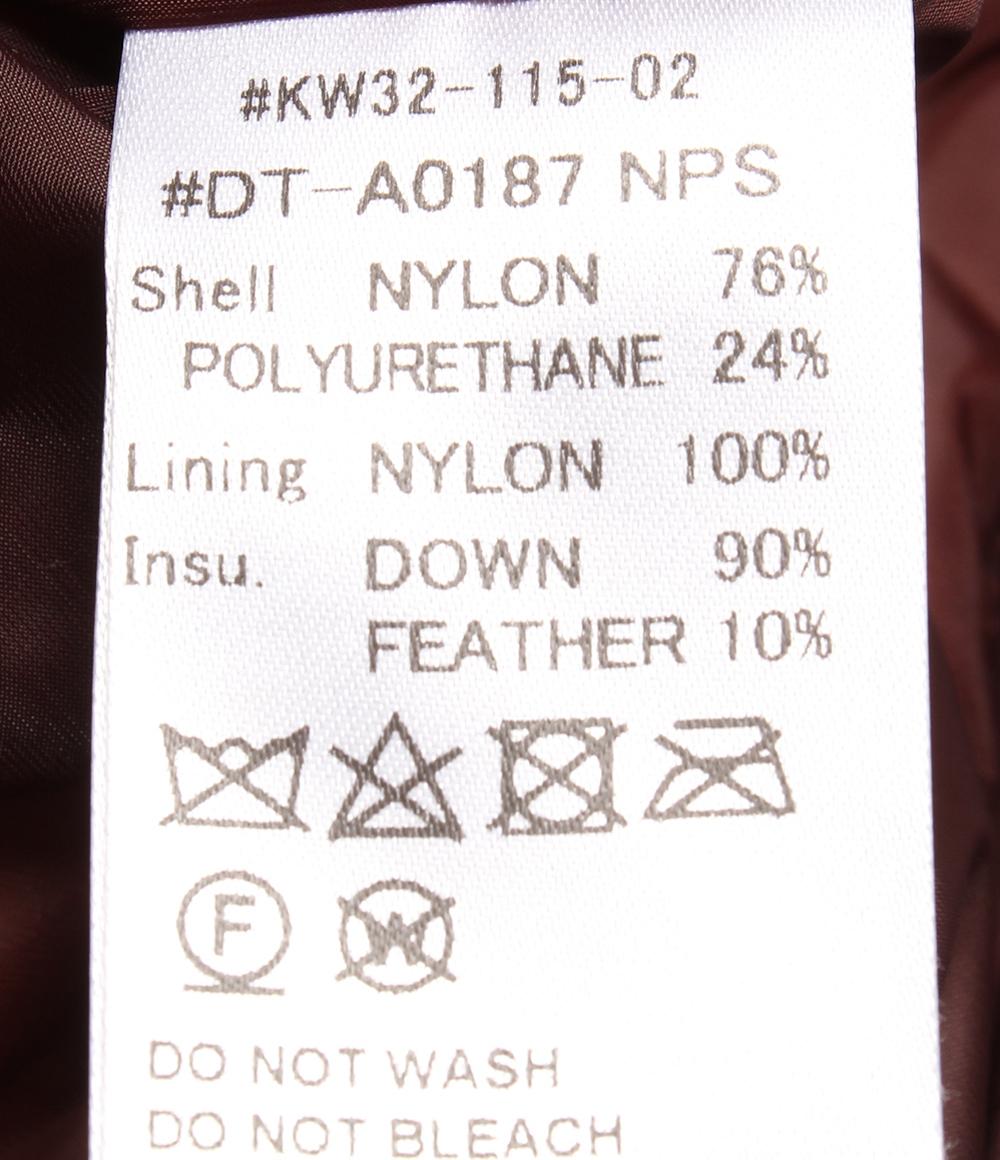 #KW32-115-02
#DT-A0187 NPS
Shell NYLON 76%
POLYURETHANE 24%
Lining NYLON 100%
Insu. DOWN 90%
FEATHER 10%
F W
DO NOT WASH
DO NOT BLEACH